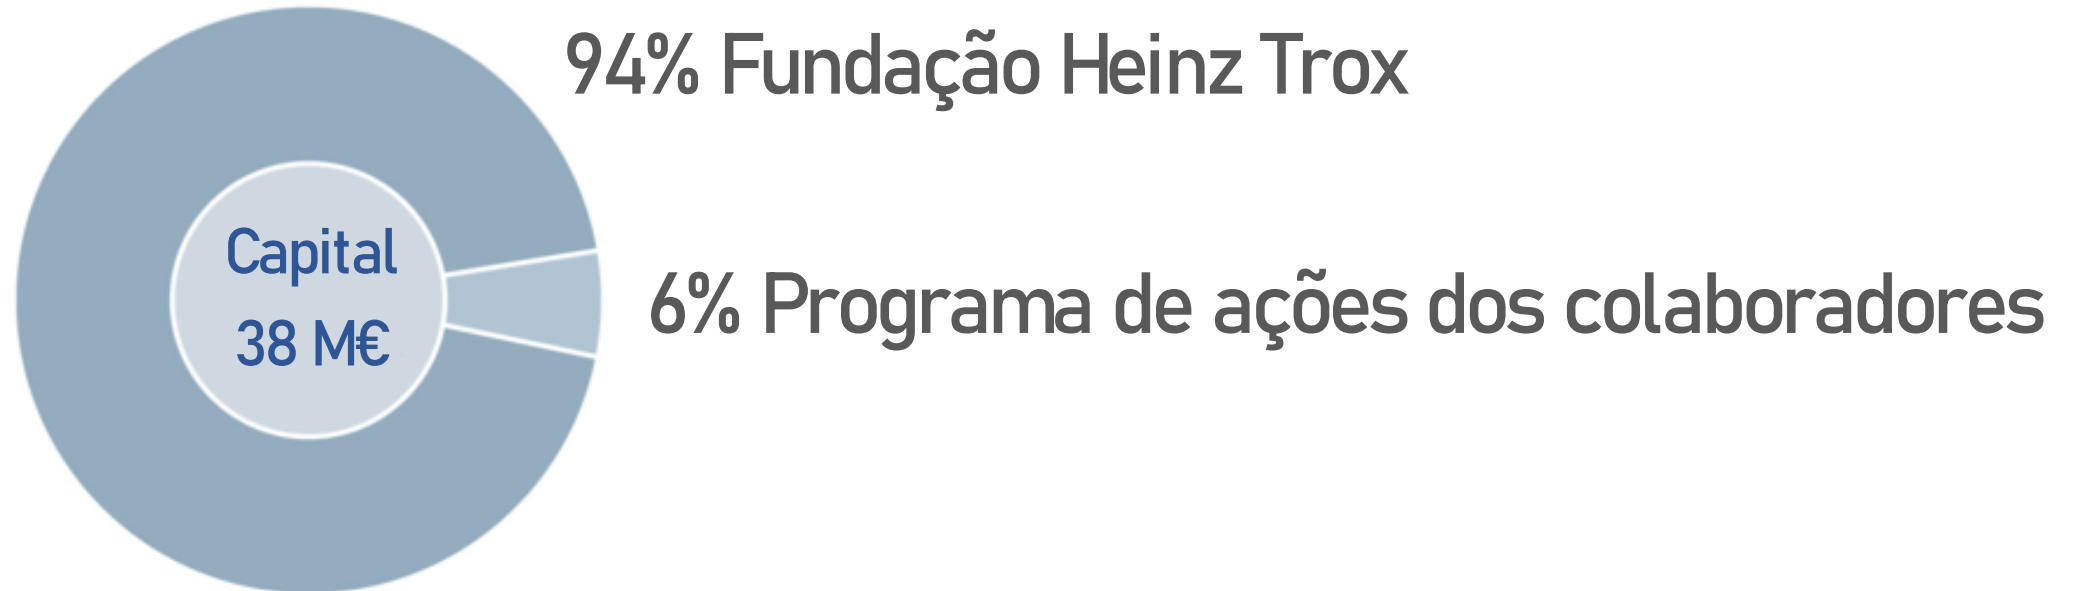 94% Fundação Heinz Trox
Capital
38 M€
6% Programa de ações dos colaboradores